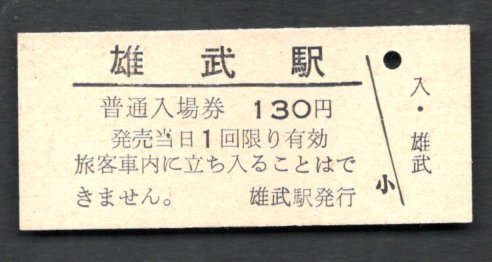 雄武駅
普通入場券 130円
発売当日1回限り有効
旅客車内に立ち入ることはで
きません。 雄武駅発行
小
入・雄武